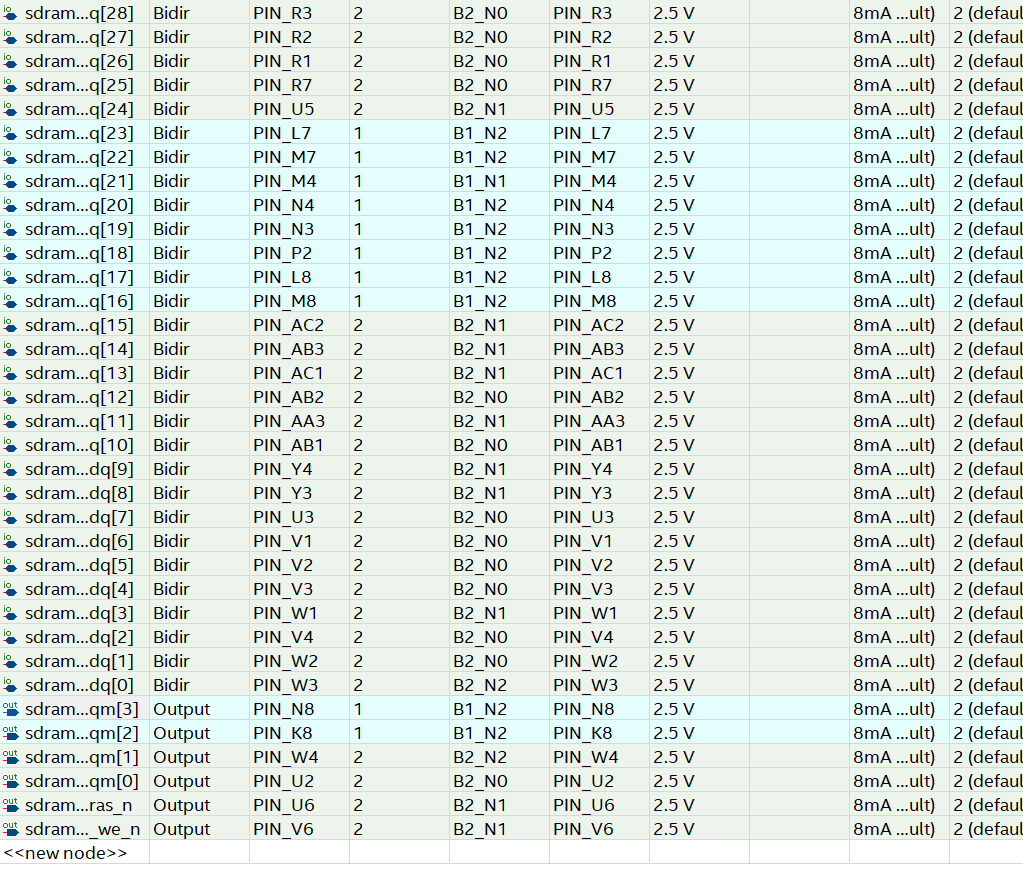 io sdram...q[28] Bidir PIN_R3 2 B2_N0 PIN_R3 2.5 V 8mA ...ult) 2 (defaul
io sdram...q[27] Bidir PIN_R2 2 B2_N0 PIN_R2 2.5 V 8mA ...ult) 2 (defaul
io sdram...q[26] Bidir PIN_R1 2 B2_N0 PIN_R1 2.5 V 8mA ...ult) 2 (defaul
io sdram...q[25] Bidir PIN_R7 2 B2_N0 PIN_R7 2.5 V 8mA ...ult) 2 (defaul
io sdram...q[24] Bidir PIN_U5 2 B2_N1 PIN_U5 2.5 V 8mA ...ult) 2 (defaul
io sdram...q[23] Bidir PIN_L7 1 B1_N2 PIN_L7 2.5 V 8mA ...ult) 2 (defaul
io sdram...q[22] Bidir PIN_M7 1 B1_N2 PIN_M7 2.5 V 8mA ...ult) 2 (defaul
io sdram...q[21] Bidir PIN_M4 1 B1_N1 PIN_M4 2.5 V 8mA ...ult) 2 (defaul
io sdram...q[20] Bidir PIN_N4 1 B1_N2 PIN_N4 2.5 V 8mA ...ult) 2 (defaul
io sdram...q[19] Bidir PIN_N3 1 B1_N2 PIN_N3 2.5 V 8mA ...ult) 2 (defaul
io sdram...q[18] Bidir PIN_P2 1 B1_N2 PIN_P2 2.5 V 8mA ...ult) 2 (defaul
io sdram...q[17] Bidir PIN_L8 1 B1_N2 PIN_L8 2.5 V 8mA ...ult) 2 (defaul
io sdram...q[16] Bidir PIN_M8 1 B1_N2 PIN_M8 2.5 V 8mA ...ult) 2 (defaul
io sdram...q[15] Bidir PIN_AC2 2 B2_N1 PIN_AC2 2.5 V 8mA ...ult) 2 (defaul
io sdram...q[14] Bidir PIN_AB3 2 B2_N1 PIN_AB3 2.5 V 8mA ...ult) 2 (defaul
io sdram...q[13] Bidir PIN_AC1 2 B2_N1 PIN_AC1 2.5 V 8mA ...ult) 2 (defaul
io sdram...q[12] Bidir PIN_AB2 2 B2_N0 PIN_AB2 2.5 V 8mA ...ult) 2 (defaul
io sdram...q[11] Bidir PIN_AA3 2 B2_N1 PIN_AA3 2.5 V 8mA ...ult) 2 (defaul
io sdram...q[10] Bidir PIN_AB1 2 B2_N0 PIN_AB1 2.5 V 8mA ...ult) 2 (defaul
io sdram...dq[9] Bidir PIN_Y4 2 B2_N1 PIN_Y4 2.5 V 8mA ...ult) 2 (defaul
io sdram...dq[8] Bidir PIN_Y3 2 B2_N1 PIN_Y3 2.5 V 8mA ...ult) 2 (defaul
io sdram...dq[7] Bidir PIN_U3 2 B2_N0 PIN_U3 2.5 V 8mA ...ult) 2 (defaul
io sdram...dq[6] Bidir PIN_V1 2 B2_N0 PIN_V1 2.5 V 8mA ...ult) 2 (defaul
io sdram...dq[5] Bidir PIN_V2 2 B2_N0 PIN_V2 2.5 V 8mA ...ult) 2 (defaul
io sdram...dq[4] Bidir PIN_V3 2 B2_N0 PIN_V3 2.5 V 8mA ...ult) 2 (defaul
io sdram...dq[3] Bidir PIN_W1 2 B2_N1 PIN_W1 2.5 V 8mA ...ult) 2 (defaul
io sdram...dq[2] Bidir PIN_V4 2 B2_N0 PIN_V4 2.5 V 8mA ...ult) 2 (defaul
io sdram...dq[1] Bidir PIN_W2 2 B2_N0 PIN_W2 2.5 V 8mA ...ult) 2 (defaul
io sdram...dq[0] Bidir PIN_W3 2 B2_N2 PIN_W3 2.5 V 8mA ...ult) 2 (defaul
out sdram...qm[3] Output PIN_N8 1 B1_N2 PIN_N8 2.5 V 8mA ...ult) 2 (defaul
out sdram...qm[2] Output PIN_K8 1 B1_N2 PIN_K8 2.5 V 8mA ...ult) 2 (defaul
out sdram...qm[1] Output PIN_W4 2 B2_N2 PIN_W4 2.5 V 8mA ...ult) 2 (defaul
out sdram...qm[0] Output PIN_U2 2 B2_N0 PIN_U2 2.5 V 8mA ...ult) 2 (defaul
out sdram...ras_n Output PIN_U6 2 B2_N1 PIN_U6 2.5 V 8mA ...ult) 2 (defaul
out sdram..._we_n Output PIN_V6 2 B2_N1 PIN_V6 2.5 V 8mA ...ult) 2 (defaul
<<new node>>